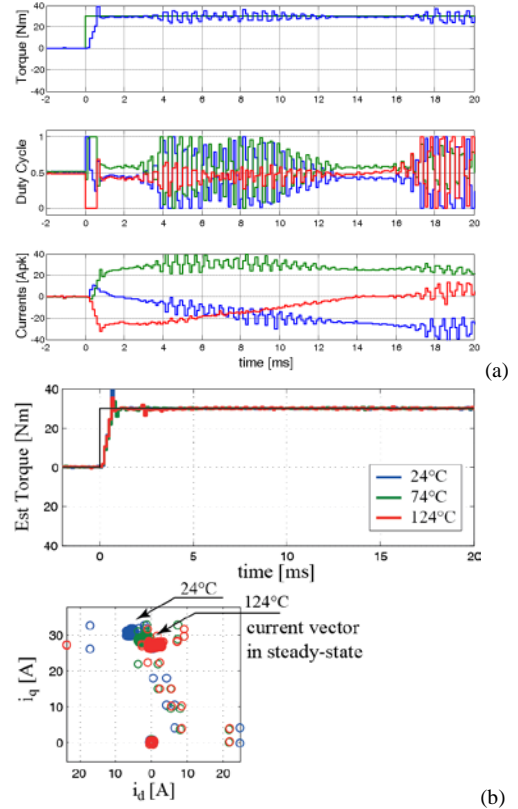 Torque [Nm]
40
20
0
-20
-40
-2 0 2 4 6 8 10 12 14 16 18 20
Duty Cycle
1
0.5
0
-2 0 2 4 6 8 10 12 14 16 18 20
Currents [Apk]
40
20
0
-20
-40
-2 0 2 4 6 8 10 12 14 16 18 20
time [ms]
(a)
Est Torque [Nm]
40
20
0
20
40
24°C
74°C
124°C
-2 0 5 10 15 20
time [ms]
24°C
124°C
current vector
in steady-state
i_q [A]
30
20
10
0
20 10 0 10 20
i_d [A]
(b)